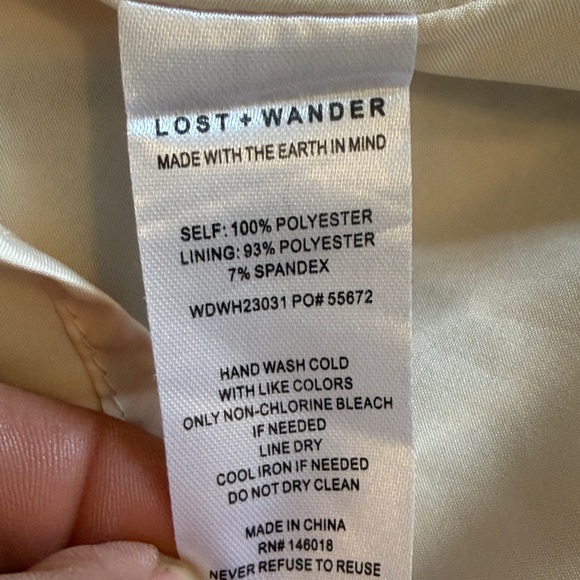 LOST + WANDER
MADE WITH THE EARTH IN MIND
SELF: 100% POLYESTER
LINING: 93% POLYESTER
7% SPANDEX
WDWH23031 PO# 55672
HAND WASH COLD
WITH LIKE COLORS
ONLY NON-CHLORINE BLEACH
IF NEEDED
LINE DRY
COOL IRON IF NEEDED
DO NOT DRY CLEAN
MADE IN CHINA
RN# 146018
NEVER REFUSE TO REUSE